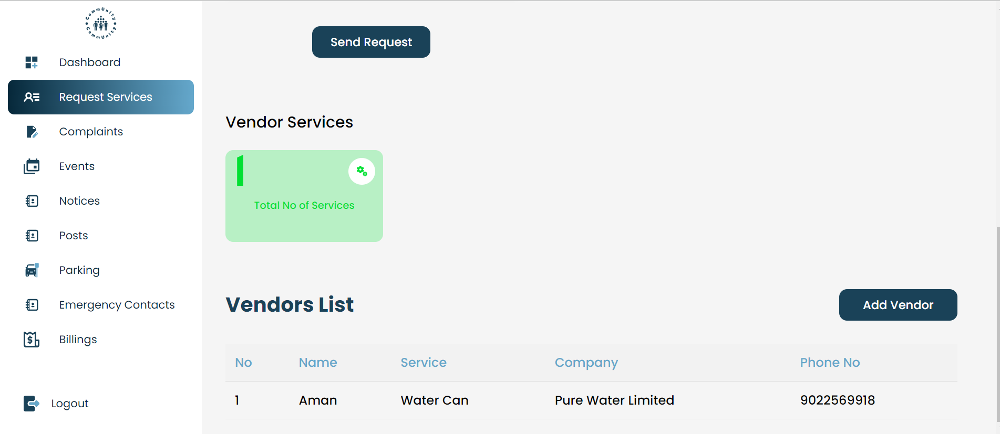 CommUnity
CommUnity
Dashboard
Request Services
Complaints
Events
Notices
Posts
Parking
Emergency Contacts
Billings
Logout
Send Request
Vendor Services
1
Total No of Services
Vendors List
Add Vendor
No Name Service Company Phone No
1 Aman Water Can Pure Water Limited 9022569918